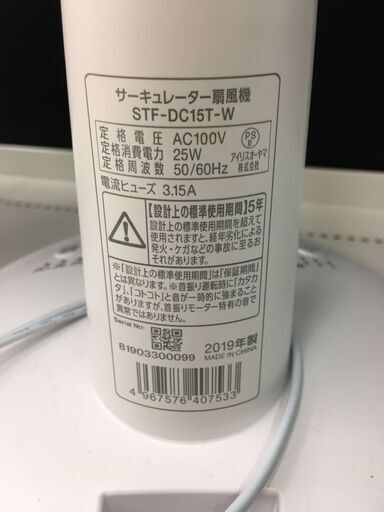 サーキュレーター扇風機
STF-DC15T-W
定格電圧 AC100V
定格消費電力 25W
定格周波数 50/60Hz
PS
E
アイリスオーヤマ
株式会社
電流ヒューズ 3.15A
【設計上の標準使用期間】5年
設計上の標準使用期間を超えて
使用されますと、経年劣化による
発火・ケガなどの事故に至るお
それがあります。
※「設計上の標準使用期間」は「保証期間」
とは異なります。※首振り運転時に「カタカ
タ」、「コトコト」と音が一時的に強まること
がありますが、首振りモーター特有の音で
異常ではありません。
Serial No.:
81903300099
2019年製
MADE IN CHINA
4 967576 407533